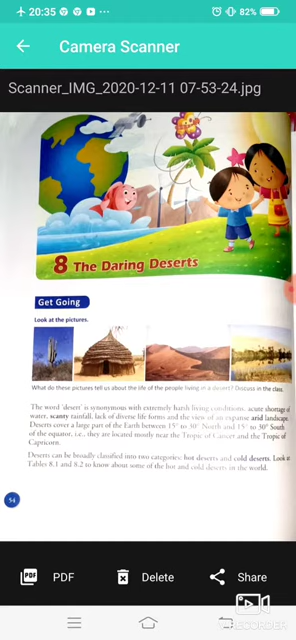 20:35
82%
Camera Scanner
Scanner_IMG_2020-12-11 07-53-24.jpg
8 The Daring Deserts
Get Going
Look at the pictures.
What do these pictures tell us about the life of the people living in a desert? Discuss in the class.
The word 'desert' is synonymous with extremely harsh living conditions, acute shortage of
water, scanty rainfall, lack of diverse life forms and the view of an expanse arid landscape.
Deserts cover a large part of the Earth between 15° to 30° North and 15° to 30° South
of the equator, i.e., they are located mostly near the Tropic of Cancer and the Tropic of
Capricorn.
Deserts can be broadly classified into two categories: hot deserts and cold deserts. Look at
Tables 8.1 and 8.2 to know about some of the hot and cold deserts in the world.
54
PDF
PDF
Delete
Share
RECORDER